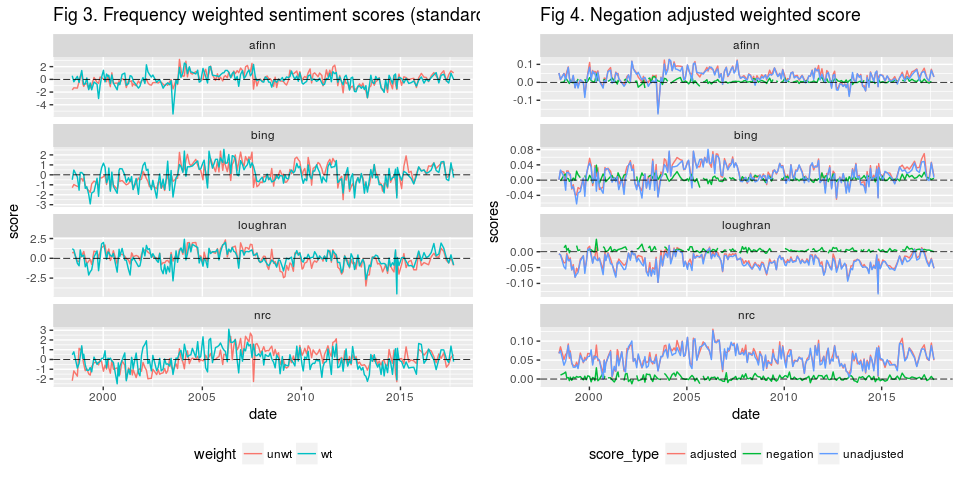 Fig 3. Frequency weighted sentiment scores (standard
afinn
2
0
-2
-4
bing
2
1
0
-1
-2
-3
loughran
2.5
0.0
-2.5
nrc
3
2
1
0
-1
-2
score
2000
2005
2010
2015
date
weight
unwt
wt
Fig 4. Negation adjusted weighted score
afinn
0.1
0.0
-0.1
bing
0.08
0.04
0.00
-0.04
loughran
0.00
-0.05
-0.10
nrc
0.10
0.05
0.00
scores
2000
2005
2010
2015
date
score_type
adjusted
negation
unadjusted